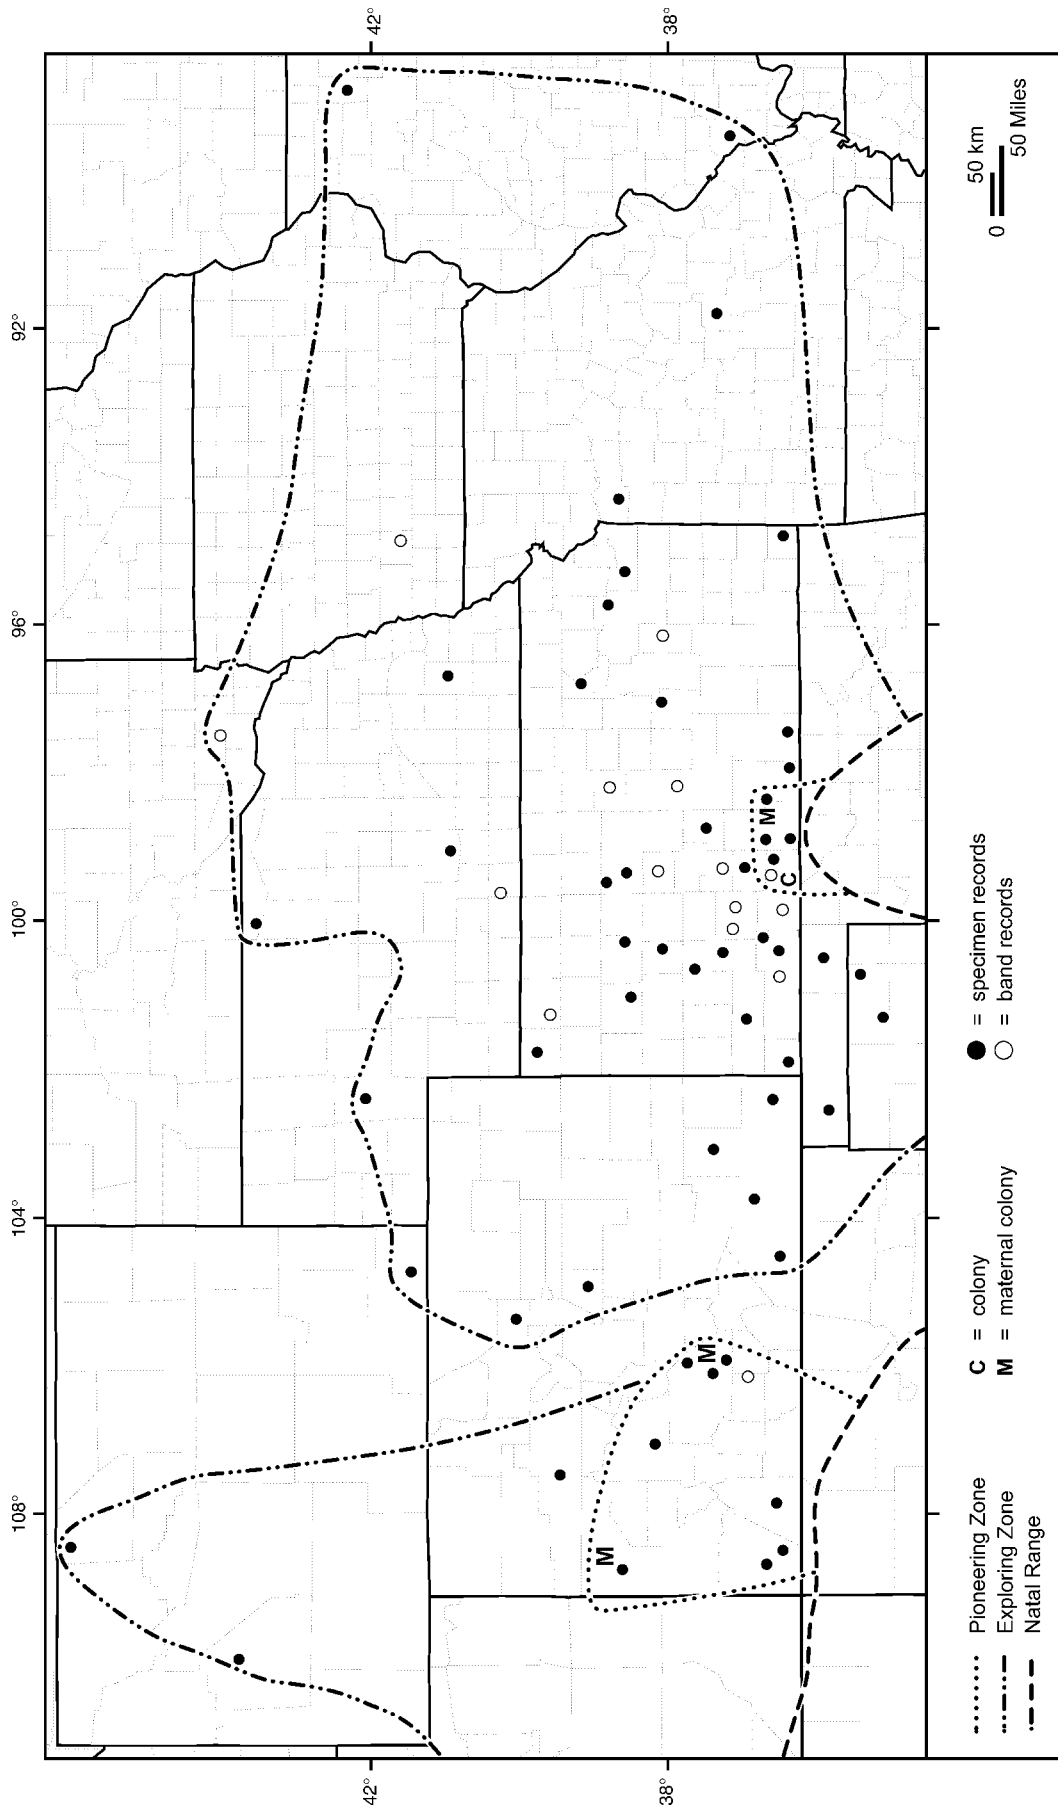 108°
104°
100°
96°
92°
42°
42°
38°
38°
M
M
C
M
Pioneering Zone
Exploring Zone
Natal Range
C = colony
M = maternal colony
= specimen records
= band records
0 50 km
50 Miles